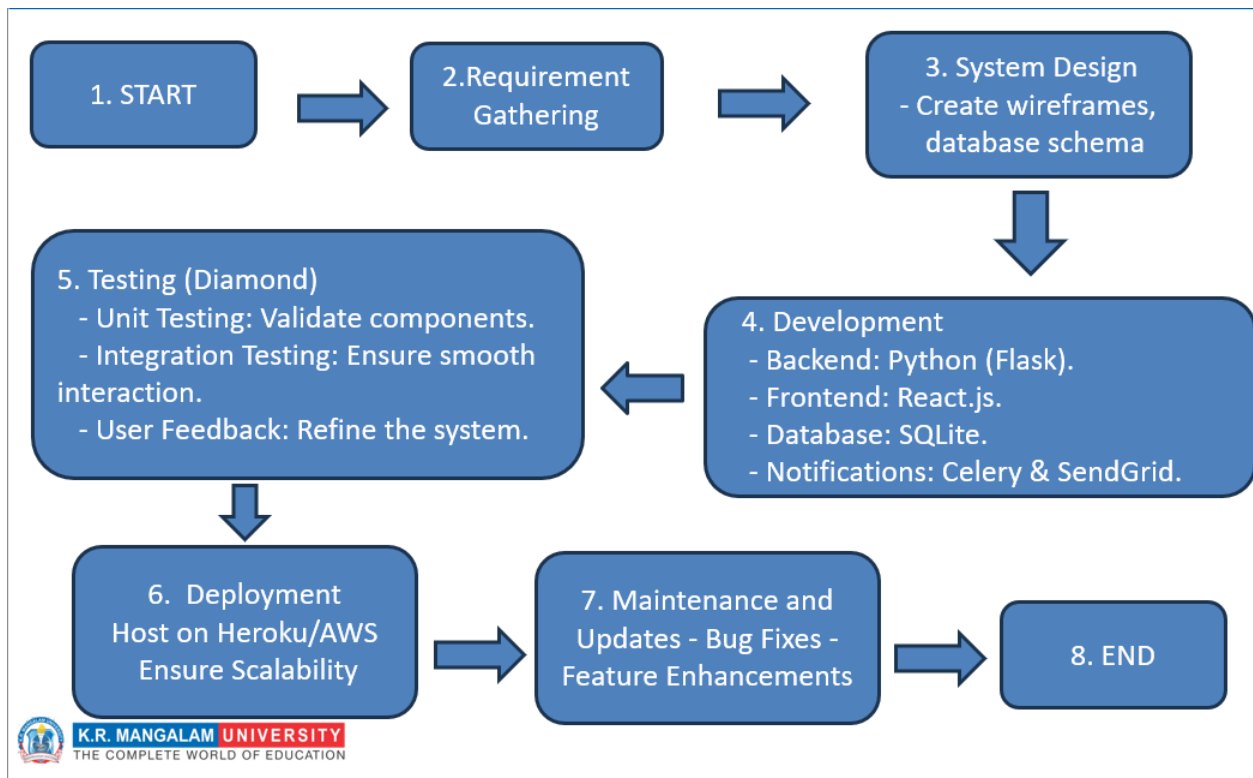 1. START
2.Requirement
Gathering
3. System Design
- Create wireframes,
database schema
4. Development
- Backend: Python (Flask).
- Frontend: React.js.
- Database: SQLite.
- Notifications: Celery & SendGrid.
5. Testing (Diamond)
- Unit Testing: Validate components.
- Integration Testing: Ensure smooth
interaction.
- User Feedback: Refine the system.
6. Deployment
Host on Heroku/AWS
Ensure Scalability
7. Maintenance and
Updates - Bug Fixes -
Feature Enhancements
8. END
K.R. MANGALAM UNIVERSITY
THE COMPLETE WORLD OF EDUCATION